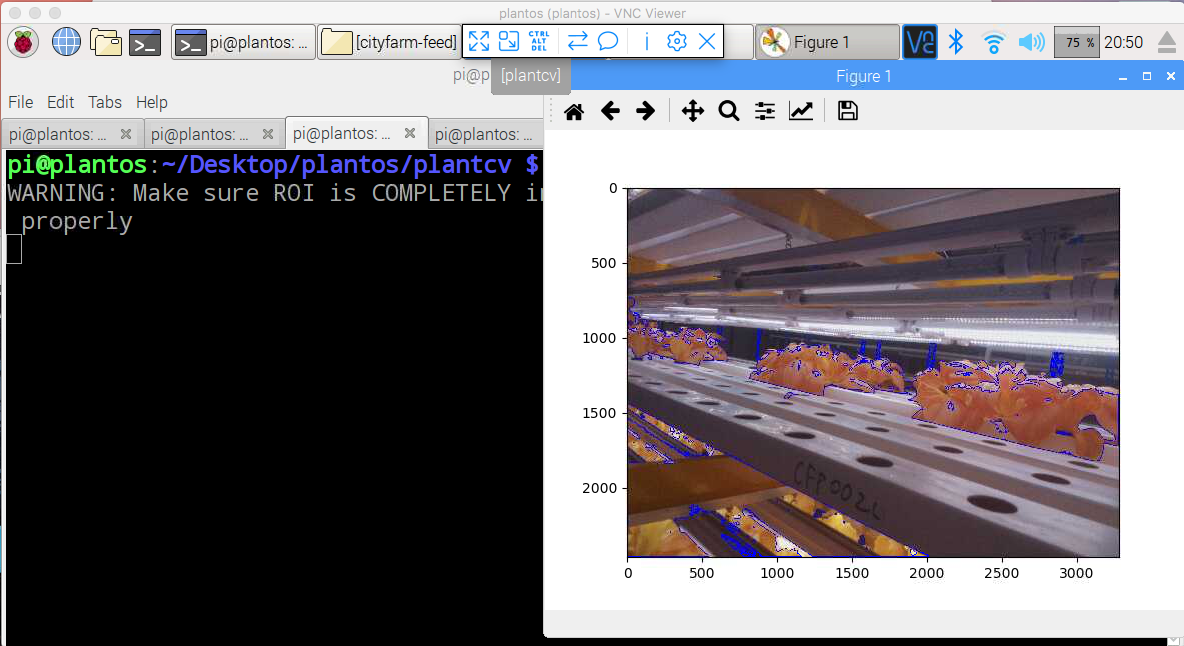 plantos (plantos) - VNC Viewer
pi@plantos: ...
[cityfarm-feed]
CTRL
ALT
DEL
Figure 1
75 %
20:50
pi@p
[plantcv]
Figure 1
File Edit Tabs Help
pi@plantos: ... pi@plantos: ... pi@plantos: ... pi@plantos: ...
pi@plantos:~/Desktop/plantos/plantcv $
WARNING: Make sure ROI is COMPLETELY in
properly
0
500
1000
1500
2000
0 500 1000 1500 2000 2500 3000